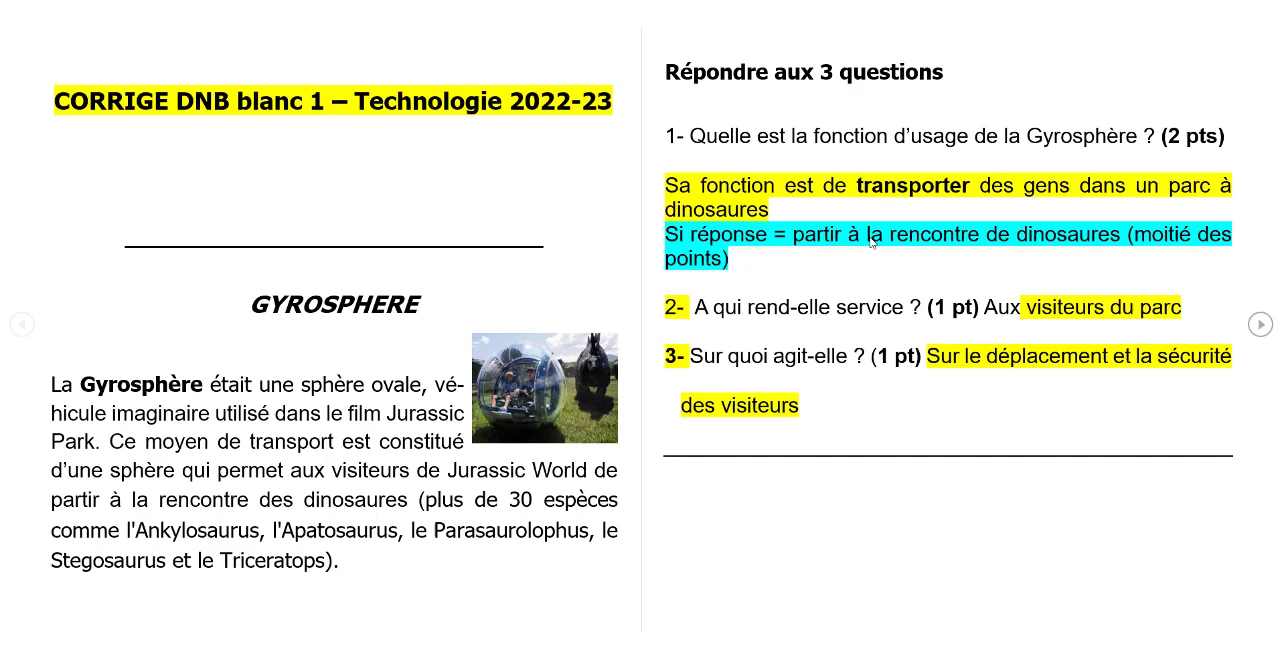 CORRIGE DNB blanc 1 – Technologie 2022-23
GYROSPHERE
La Gyrosphère était une sphère ovale, vé-
hicule imaginaire utilisé dans le film Jurassic
Park. Ce moyen de transport est constitué
d’une sphère qui permet aux visiteurs de Jurassic World de
partir à la rencontre des dinosaures (plus de 30 espèces
comme l'Ankylosaurus, l'Apatosaurus, le Parasaurolophus, le
Stegosaurus et le Triceratops).
Répondre aux 3 questions
1- Quelle est la fonction d’usage de la Gyrosphère ? (2 pts)
Sa fonction est de transporter des gens dans un parc à
dinosaures
Si réponse = partir à la rencontre de dinosaures (moitié des
points)
2- A qui rend-elle service ? (1 pt) Aux visiteurs du parc
3- Sur quoi agit-elle ? (1 pt) Sur le déplacement et la sécurité
des visiteurs